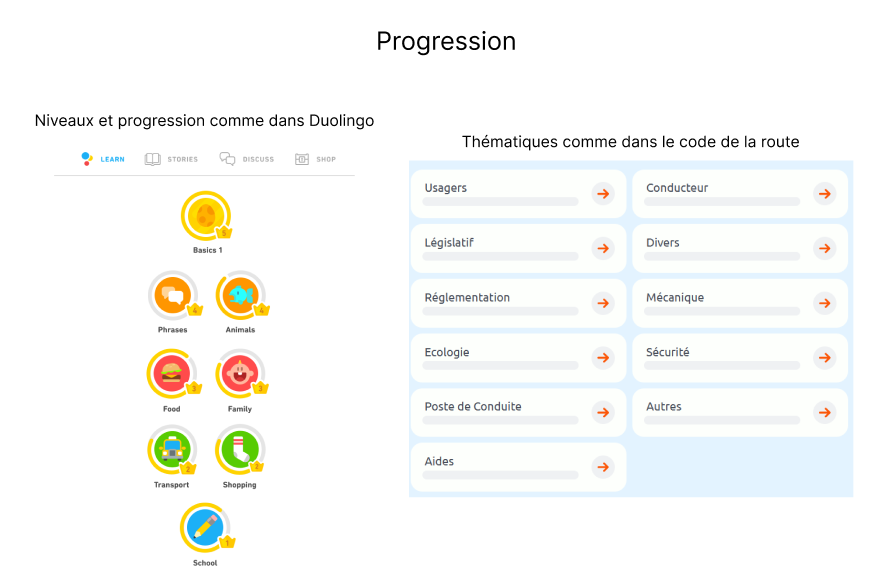 Progression
Niveaux et progression comme dans Duolingo
LEARN STORIES DISCUSS SHOP
5
Basics 1
4 4
Phrases Animals
3 3
Food Family
2 2
Transport Shopping
1
School
Thématiques comme dans le code de la route
Usagers Conducteur
Législatif Divers
Réglementation Mécanique
Ecologie Sécurité
Poste de Conduite Autres
Aides